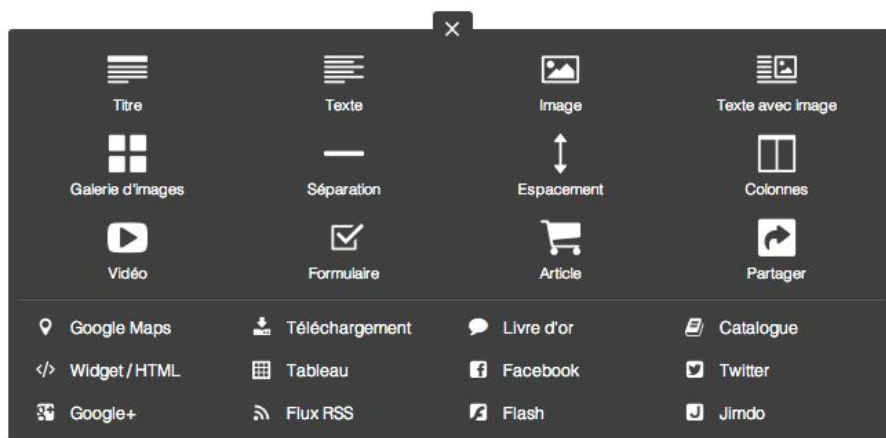 Titre Texte Image Texte avec image
Galerie d'images Séparation Espacement Colonnes
Vidéo Formulaire Article Partager
Google Maps Téléchargement Livre d'or Catalogue
Widget / HTML Tableau Facebook Twitter
Google+ Flux RSS Flash Jimdo